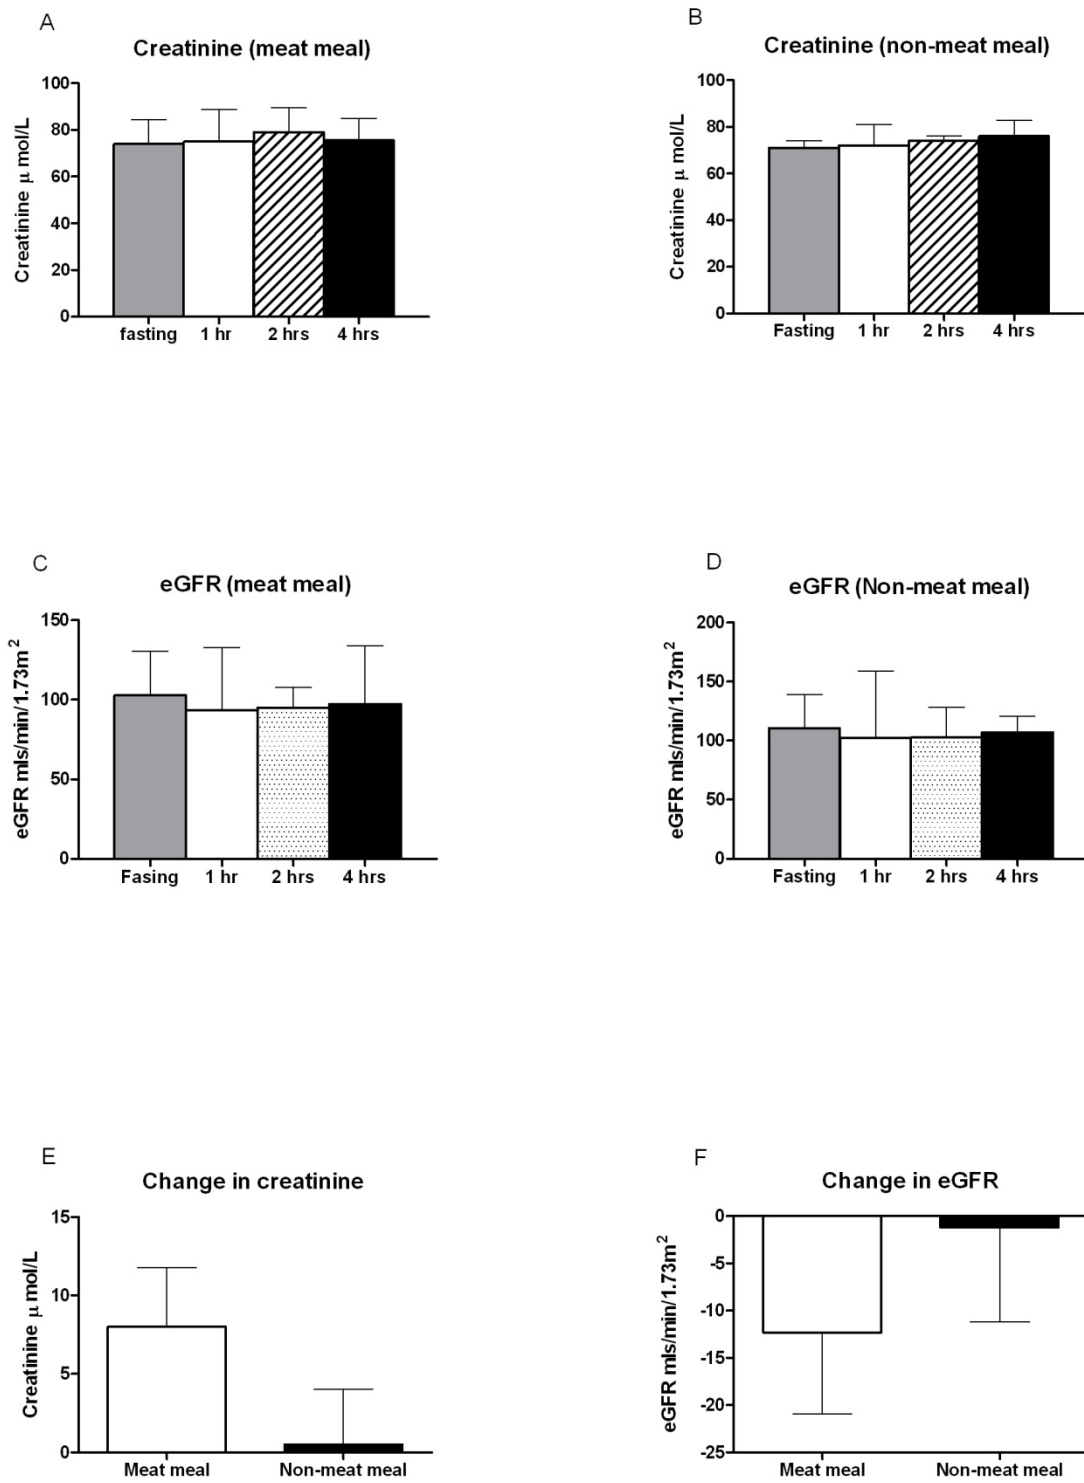 A
Creatinine (meat meal)
Creatinine μ mol/L
100
80
60
40
20
0
fasting 1 hr 2 hrs 4 hrs
B
Creatinine (non-meat meal)
Creatinine μ mol/L
100
80
60
40
20
0
Fasting 1 hr 2 hrs 4 hrs
C
eGFR (meat meal)
eGFR mls/min/1.73m²
150
100
50
0
Fasing 1 hr 2 hrs 4 hrs
D
eGFR (Non-meat meal)
eGFR mls/min/1.73m²
200
150
100
50
0
Fasting 1 hr 2 hrs 4 hrs
E
Change in creatinine
Creatinine μ mol/L
15
10
5
0
Meat meal Non-meat meal
F
Change in eGFR
eGFR mls/min/1.73m²
-0
-5
-10
-15
-20
-25
Meat meal Non-meat meal